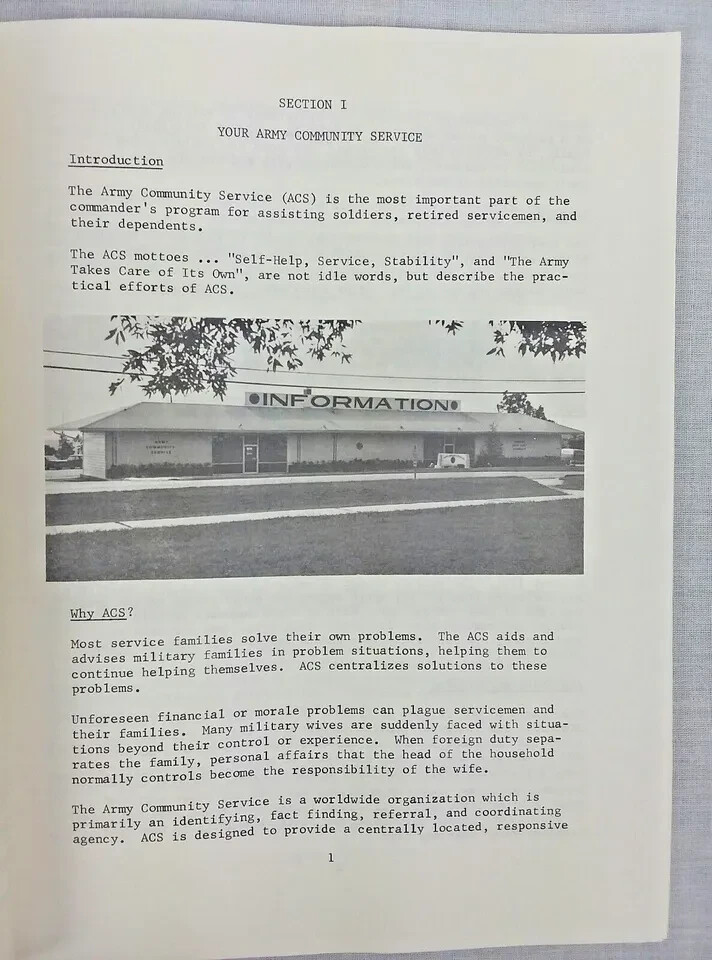 SECTION I
YOUR ARMY COMMUNITY SERVICE
Introduction
The Army Community Service (ACS) is the most important part of the
commander's program for assisting soldiers, retired servicemen, and
their dependents.
The ACS mottoes ... "Self-Help, Service, Stability", and "The Army
Takes Care of Its Own", are not idle words, but describe the prac-
tical efforts of ACS.
INFORMATION
ARMY
COMMUNITY
SERVICE
Why ACS?
Most service families solve their own problems. The ACS aids and
advises military families in problem situations, helping them to
continue helping themselves. ACS centralizes solutions to these
problems.
Unforeseen financial or morale problems can plague servicemen and
their families. Many military wives are suddenly faced with situa-
tions beyond their control or experience. When foreign duty sepa-
rates the family, personal affairs that the head of the household
normally controls become the responsibility of the wife.
The Army Community Service is a worldwide organization which is
primarily an identifying, fact finding, referral, and coordinating
agency. ACS is designed to provide a centrally located, responsive
1